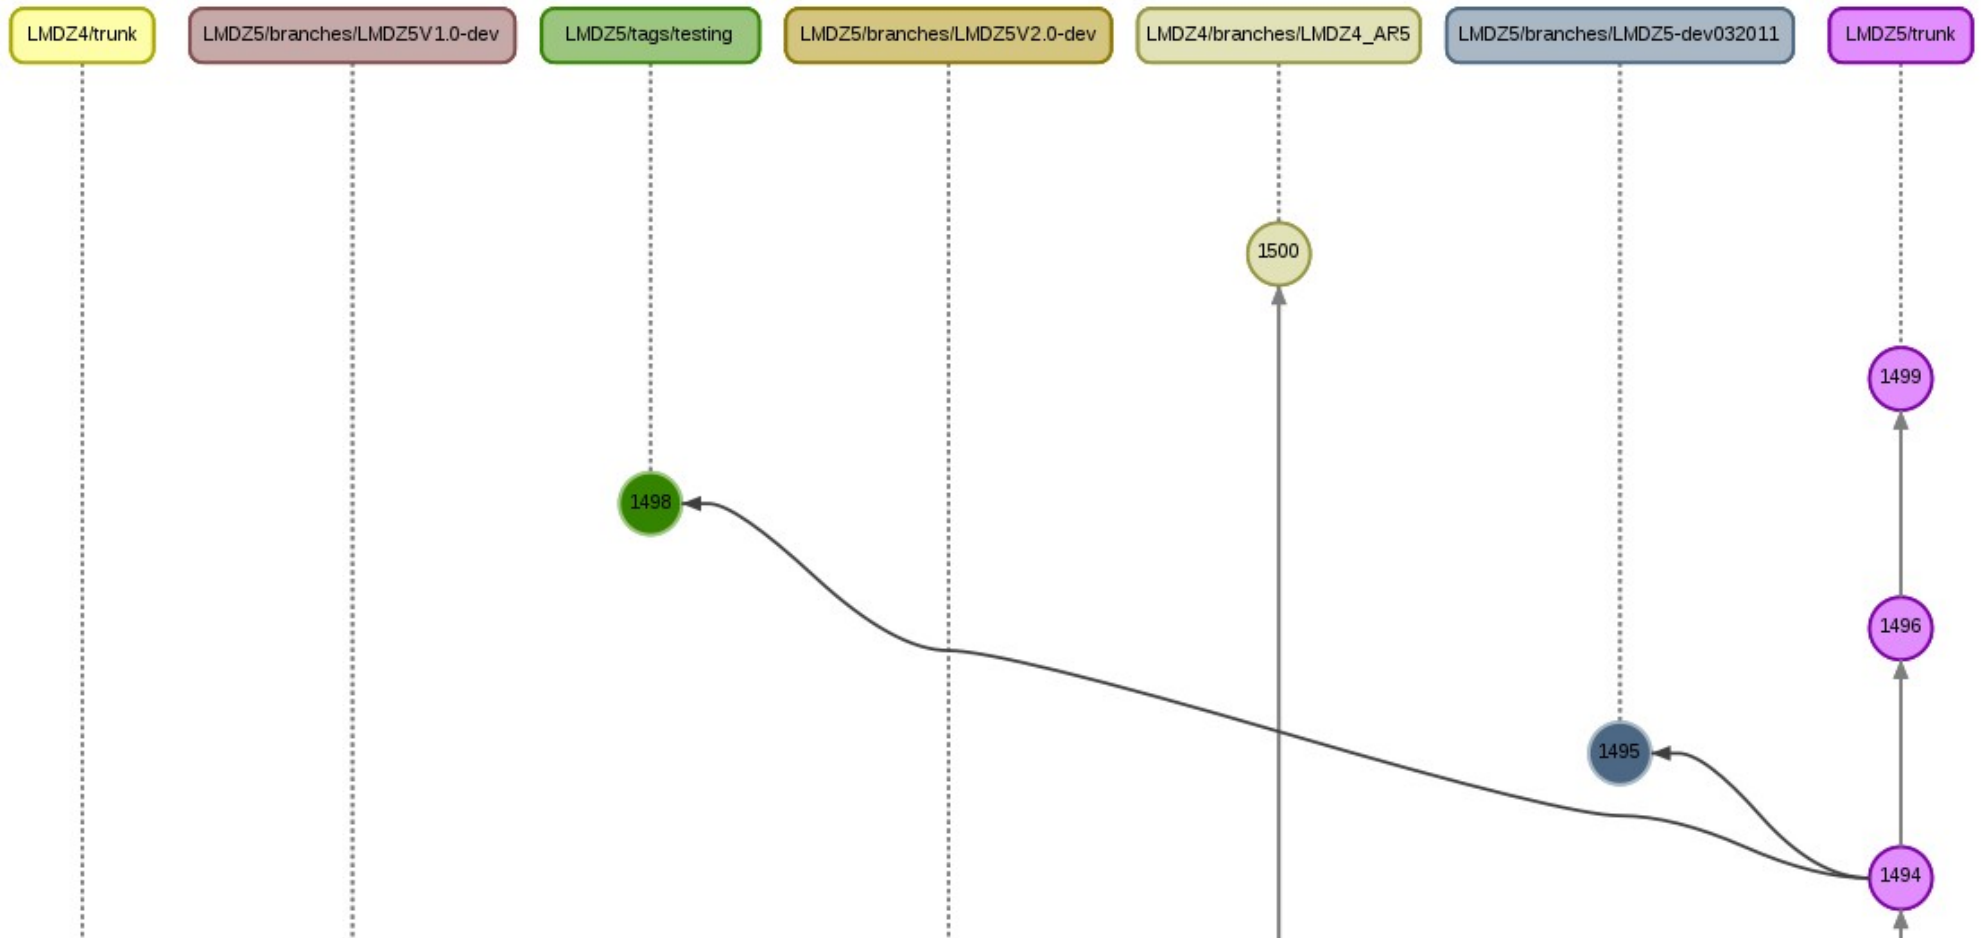 LMDZ4/trunk
LMDZ5/branches/LMDZ5V1.0-dev
LMDZ5/tags/testing
LMDZ5/branches/LMDZ5V2.0-dev
LMDZ4/branches/LMDZ4_AR5
LMDZ5/branches/LMDZ5-dev032011
LMDZ5/trunk
1500
1499
1498
1496
1495
1494